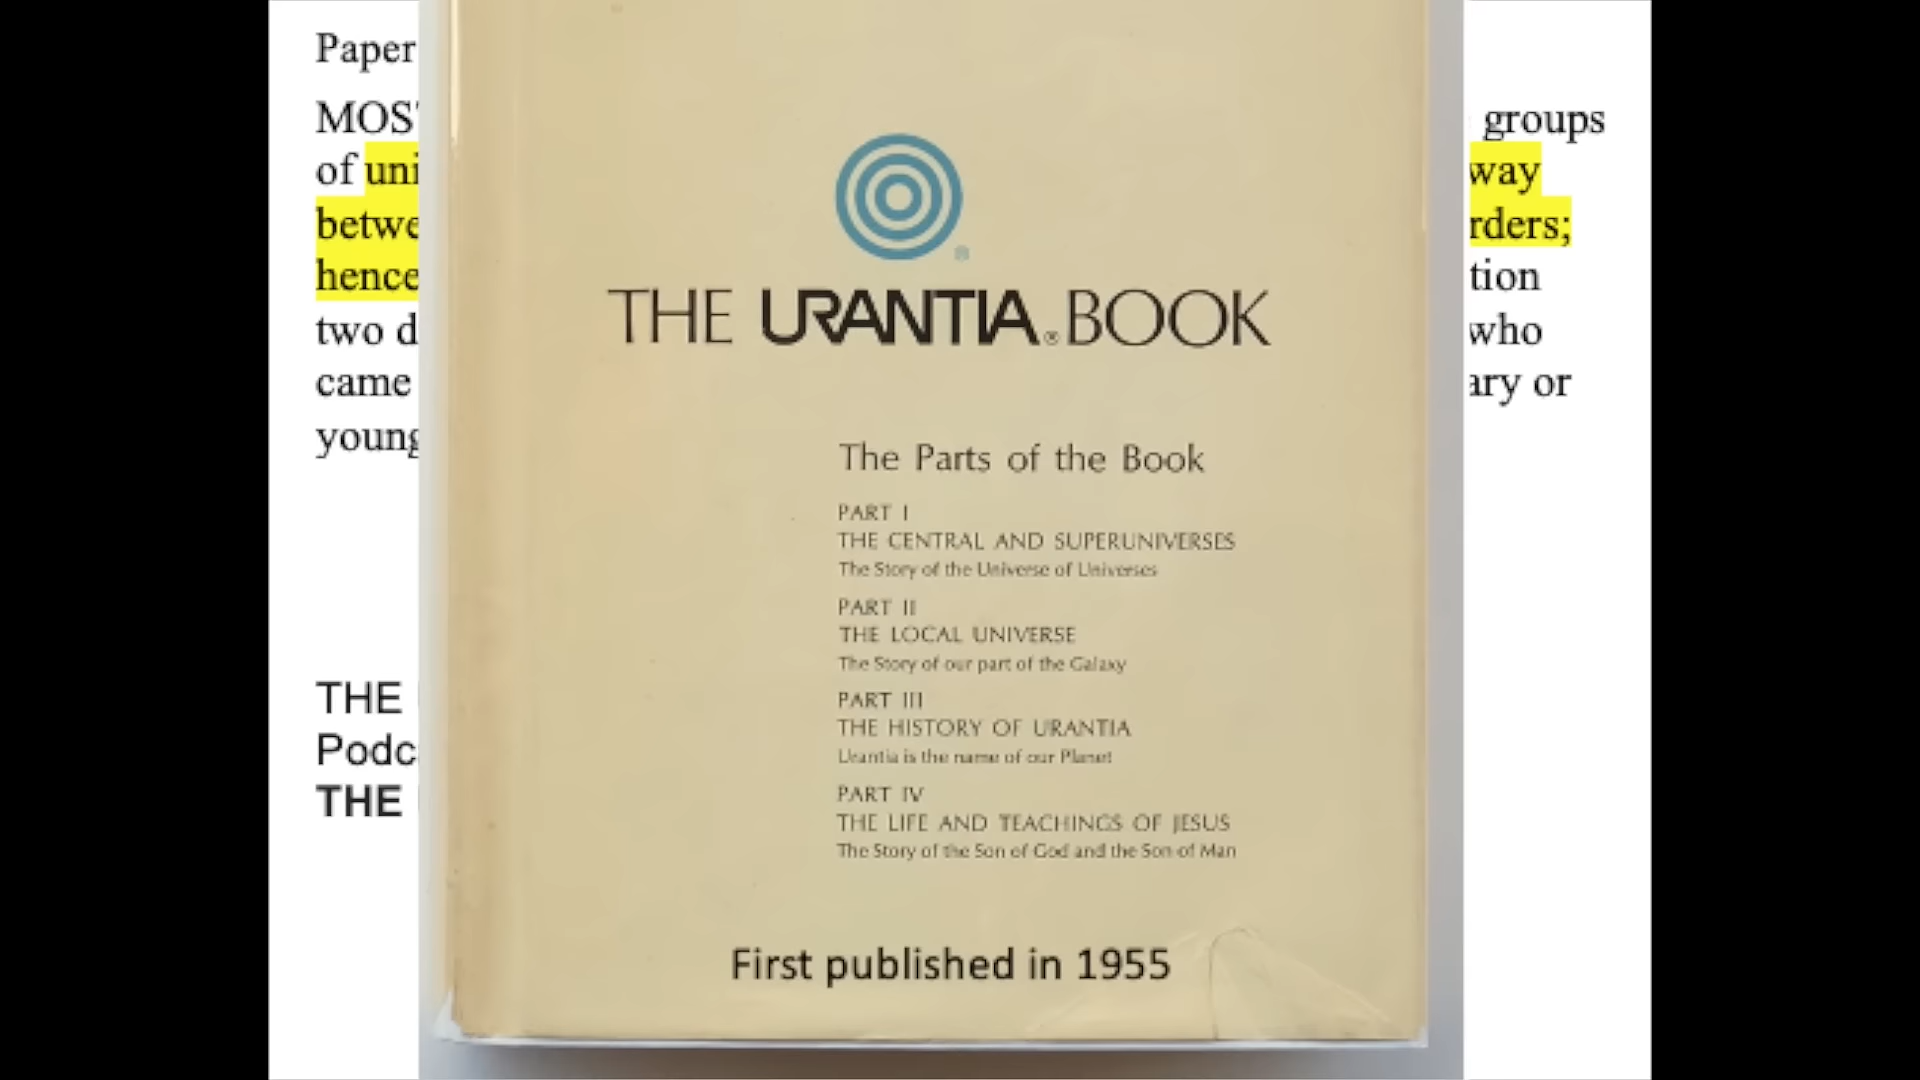 Paper
MOST
groups
of uni
way
betwe
rders;
hence
tion
two d
who
came
ary or
young
THE
Podc
THE
®
THE URANTIA® BOOK
The Parts of the Book
PART I
THE CENTRAL AND SUPERUNIVERSES
The Story of the Universe of Universes
PART II
THE LOCAL UNIVERSE
The Story of our part of the Galaxy
PART III
THE HISTORY OF URANTIA
Urantia is the name of our Planet
PART IV
THE LIFE AND TEACHINGS OF JESUS
The Story of the Son of God and the Son of Man
First published in 1955